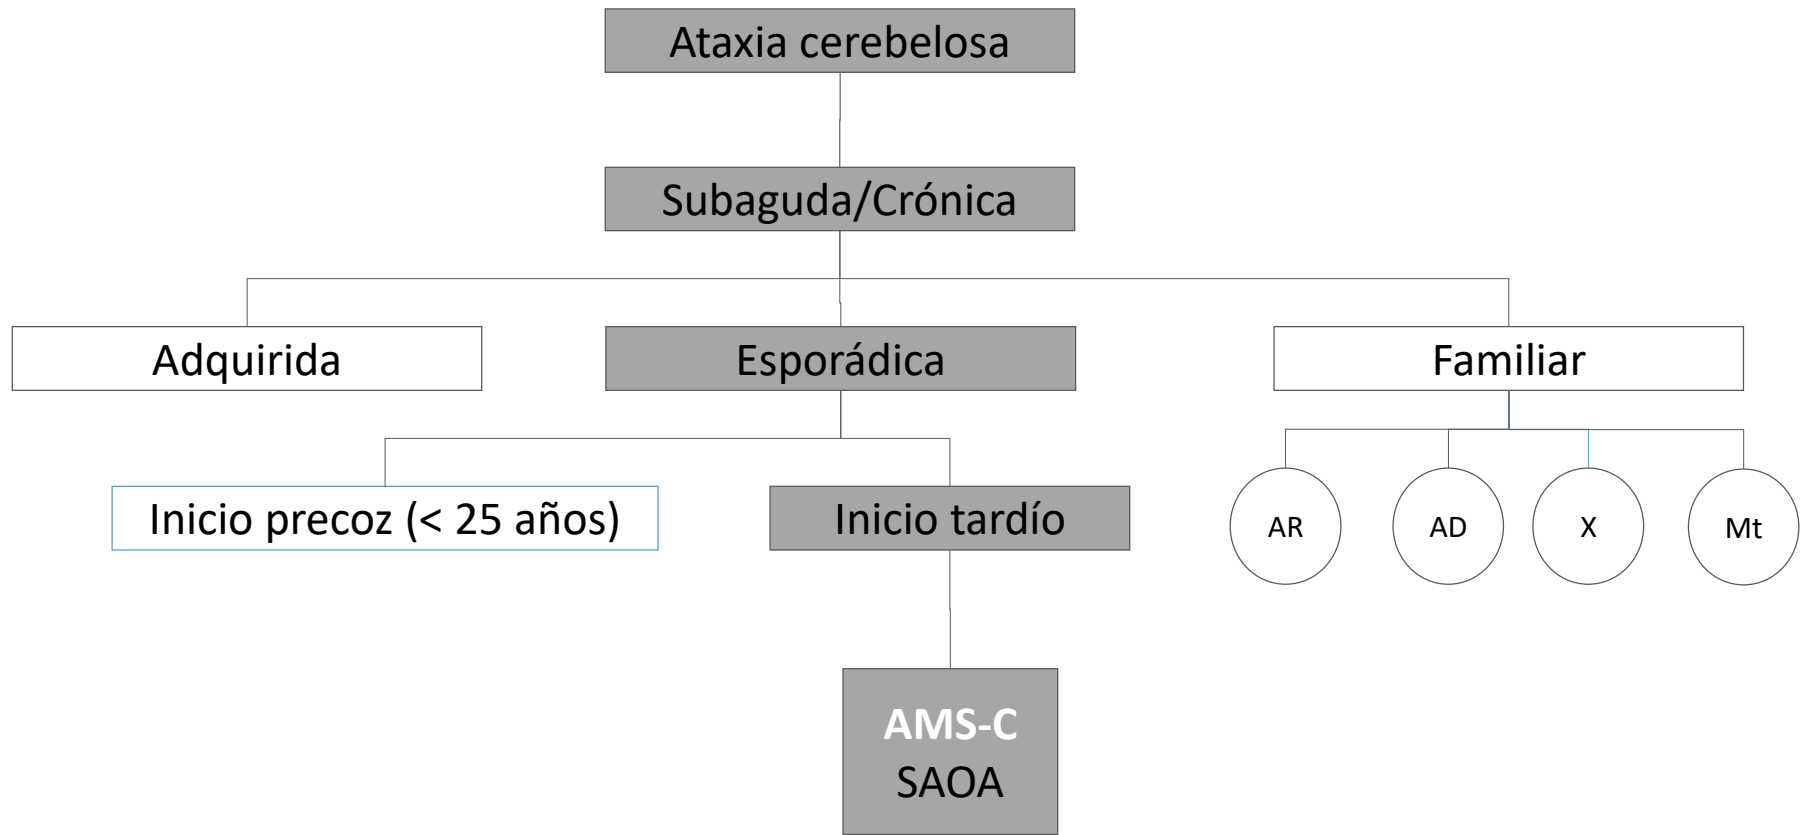 Ataxia cerebelosa
Subaguda/Crónica
Adquirida
Esporádica
Familiar
Inicio precoz (< 25 años)
Inicio tardío
AR
AD
X
Mt
AMS-C
SAOA